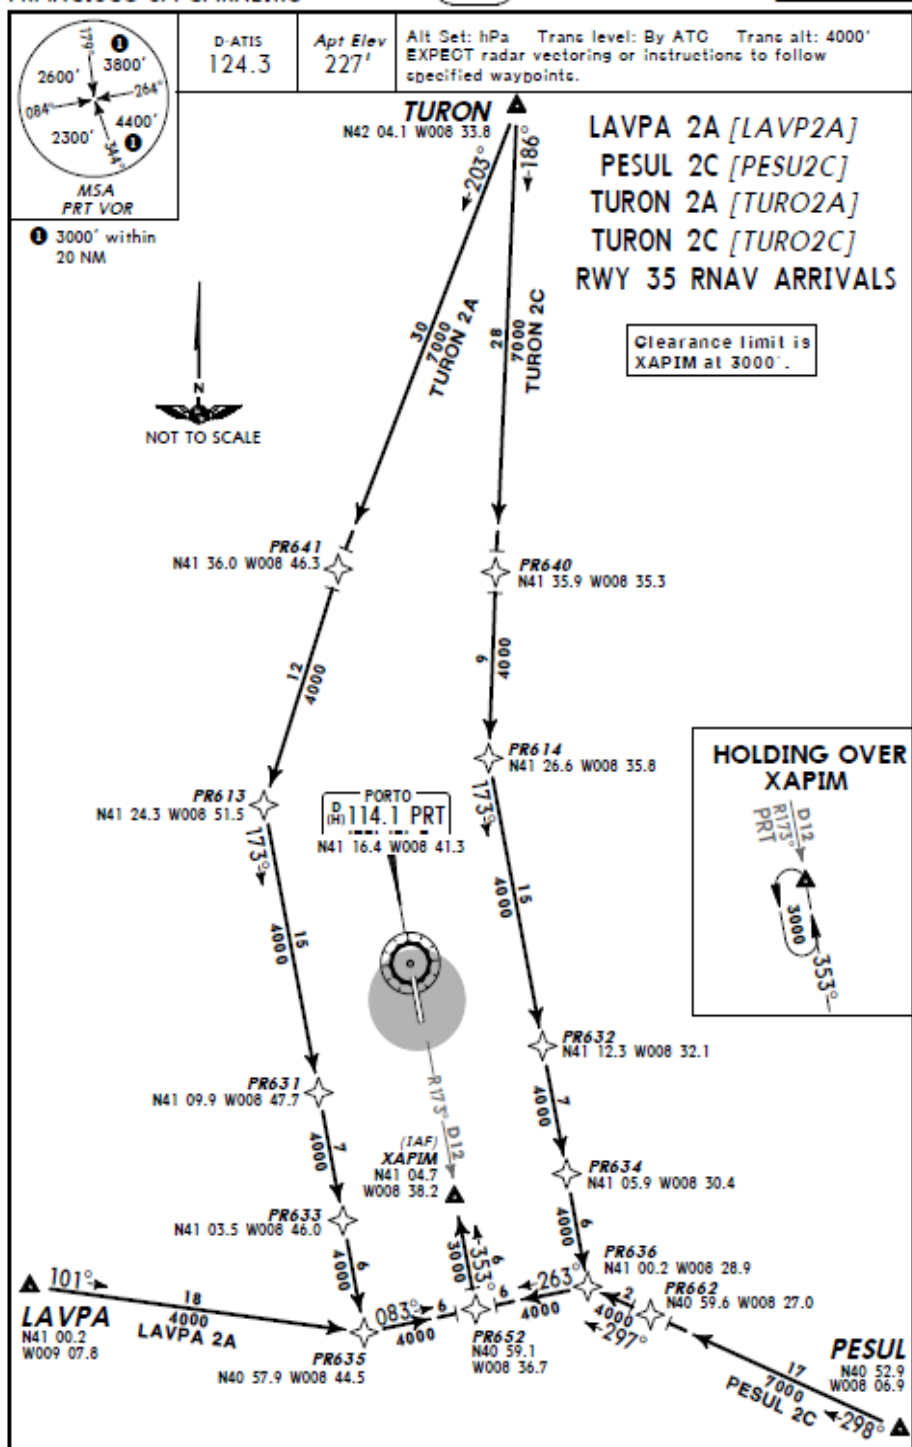 D-ATIS
124.3
Apt Elev
227'
Alt Set: hPa Trans level: By ATC Trans alt: 4000'
EXPECT radar vectoring or instructions to follow
specified waypoints.
179°
2600'
❶
3800'
084°
264°
2300'
4400'
❶
344°
MSA
PRT VOR
❶ 3000' within
20 NM
TURON
N42 04.1 W008 33.8
LAVPA 2A [LAVP2A]
PESUL 2C [PESU2C]
TURON 2A [TURO2A]
TURON 2C [TURO2C]
RWY 35 RNAV ARRIVALS
Clearance limit is
XAPIM at 3000'.
203°
186°
30
7000
TURON 2A
28
7000
TURON 2C
N
NOT TO SCALE
PR641
N41 36.0 W008 46.3
PR640
N41 35.9 W008 35.3
12
4000
9
4000
PR613
N41 24.3 W008 51.5
173°
PR614
N41 26.6 W008 35.8
173°
PORTO
D
(H) 114.1 PRT
N41 16.4 W008 41.3
HOLDING OVER
XAPIM
D12
R173°
PRT
3000
353°
15
4000
15
4000
PR632
N41 12.3 W008 32.1
PR631
N41 09.9 W008 47.7
R173° D12
7
4000
7
4000
(IAF)
XAPIM
N41 04.7
W008 38.2
PR634
N41 05.9 W008 30.4
PR633
N41 03.5 W008 46.0
6
4000
6
4000
6
3000
353°
PR636
N41 00.2 W008 28.9
PR662
N40 59.6 W008 27.0
2
4000
297°
263°
6
4000
101°
LAVPA
N41 00.2
W009 07.8
18
4000
LAVPA 2A
083°
6
4000
PR635
N40 57.9 W008 44.5
PR652
N40 59.1
W008 36.7
PESUL
N40 52.9
W008 06.9
17
7000
PESUL 2C
298°